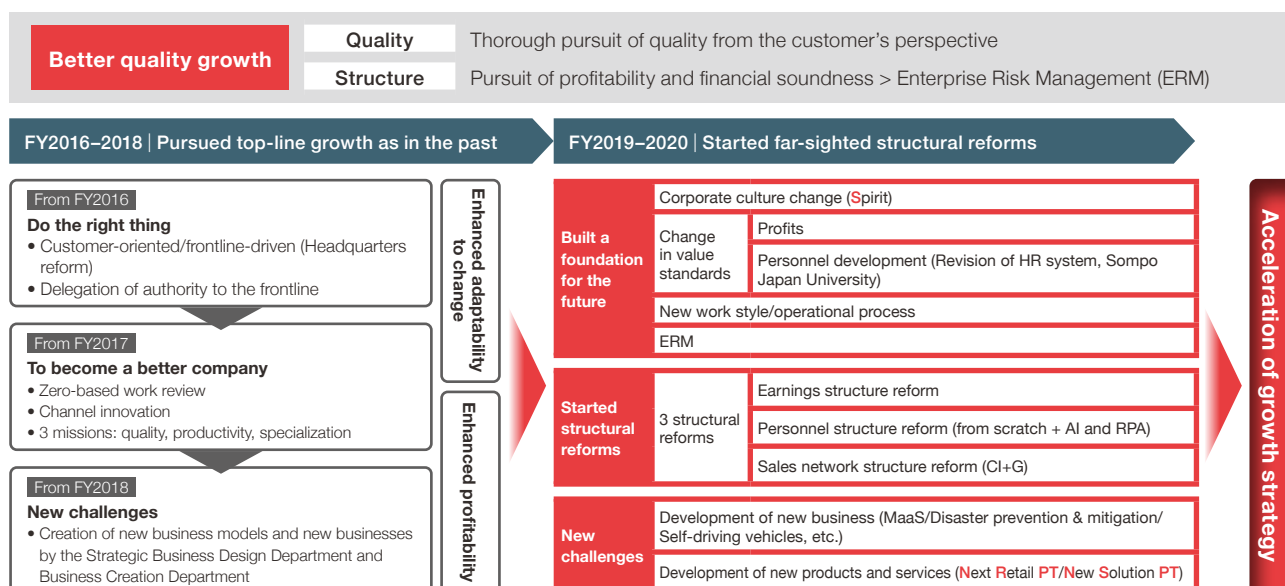 Better quality growth
Quality
Thorough pursuit of quality from the customer’s perspective
Structure
Pursuit of profitability and financial soundness > Enterprise Risk Management (ERM)
FY2016–2018 | Pursued top-line growth as in the past
FY2019–2020 | Started far-sighted structural reforms
From FY2016
Do the right thing
• Customer-oriented/frontline-driven (Headquarters
reform)
• Delegation of authority to the frontline
From FY2017
To become a better company
• Zero-based work review
• Channel innovation
• 3 missions: quality, productivity, specialization
From FY2018
New challenges
• Creation of new business models and new businesses
by the Strategic Business Design Department and
Business Creation Department
Enhanced adaptability
to change
Enhanced profitability
Built a
foundation
for the
future
Corporate culture change (Spirit)
Change
in value
standards
Profits
Personnel development (Revision of HR system, Sompo
Japan University)
New work style/operational process
ERM
Started
structural
reforms
3 structural
reforms
Earnings structure reform
Personnel structure reform (from scratch + AI and RPA)
Sales network structure reform (CI+G)
New
challenges
Development of new business (MaaS/Disaster prevention & mitigation/
Self-driving vehicles, etc.)
Development of new products and services (Next Retail PT/New Solution PT)
Acceleration of growth strategy